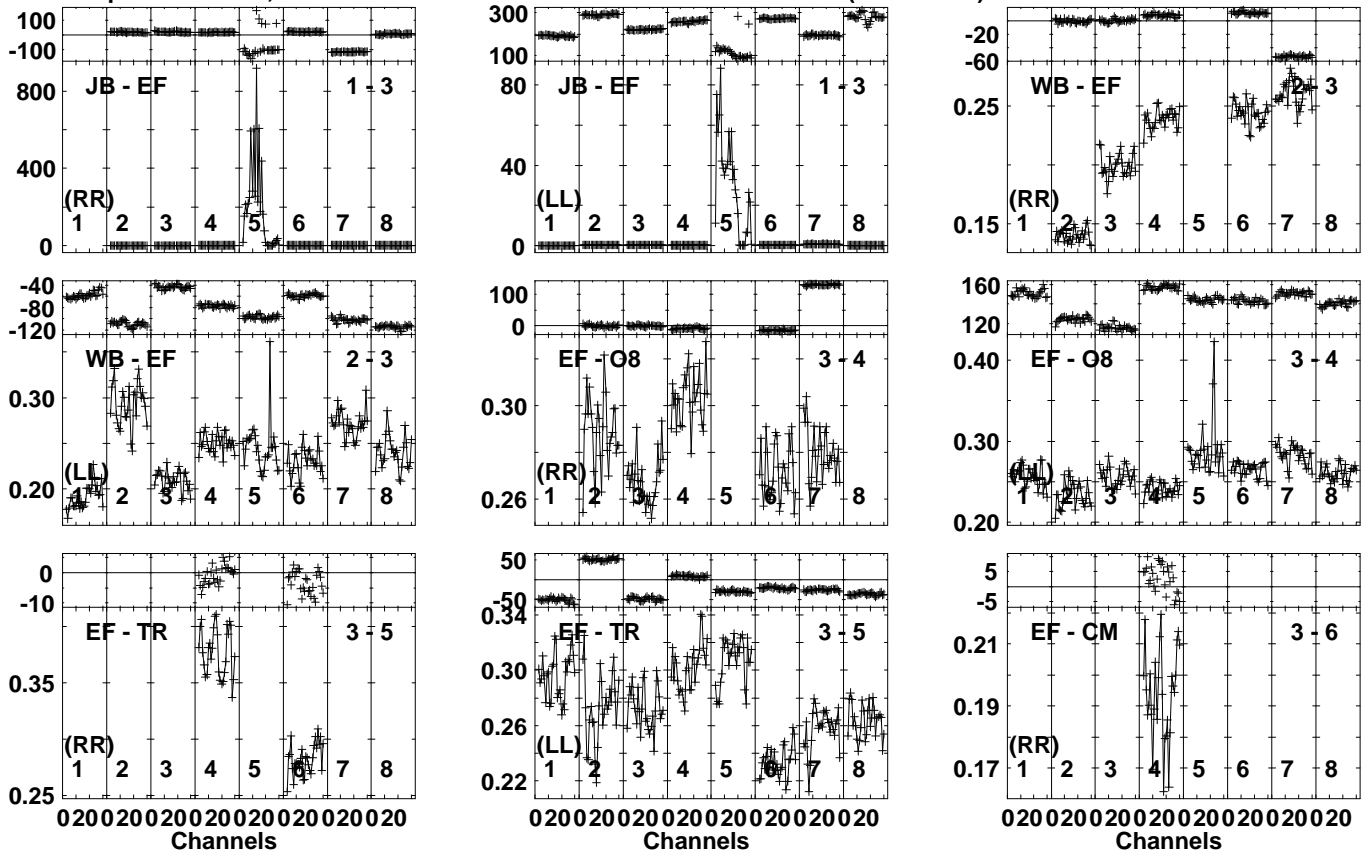 100
-100
800
400
0
JB - EF 1 - 3
(RR)
1 2 3 4 5 6 7 8
300
100
80
40
0
JB - EF 1 - 3
(LL)
1 2 3 4 5 6 7 8
-20
-60
0.25
0.15
WB - EF 2 - 3
(RR)
1 2 3 4 5 6 7 8
-40
-80
-120
0.30
0.20
WB - EF 2 - 3
(LL)
1 2 3 4 5 6 7 8
100
0
0.30
0.26
EF - O8 3 - 4
(RR)
1 2 3 4 5 6 7 8
160
120
0.40
0.30
0.20
EF - O8 3 - 4
(LL)
1 2 3 4 5 6 7 8
0
-10
0.35
0.25
EF - TR 3 - 5
(RR)
1 2 3 4 5 6 7 8
0 20 0 20 0 20 0 20 0 20 0 20 0 20 0 20
Channels
50
-50
0.34
0.30
0.26
0.22
EF - TR 3 - 5
(LL)
1 2 3 4 5 6 7 8
0 20 0 20 0 20 0 20 0 20 0 20 0 20 0 20
Channels
5
-5
0.21
0.19
0.17
EF - CM 3 - 6
(RR)
1 2 3 4 5 6 7 8
0 20 0 20 0 20 0 20 0 20 0 20 0 20 0 20
Channels